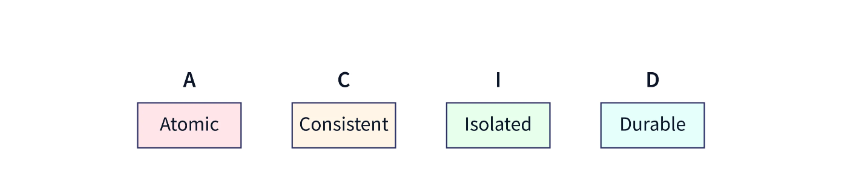 A C I D
Atomic Consistent Isolated Durable